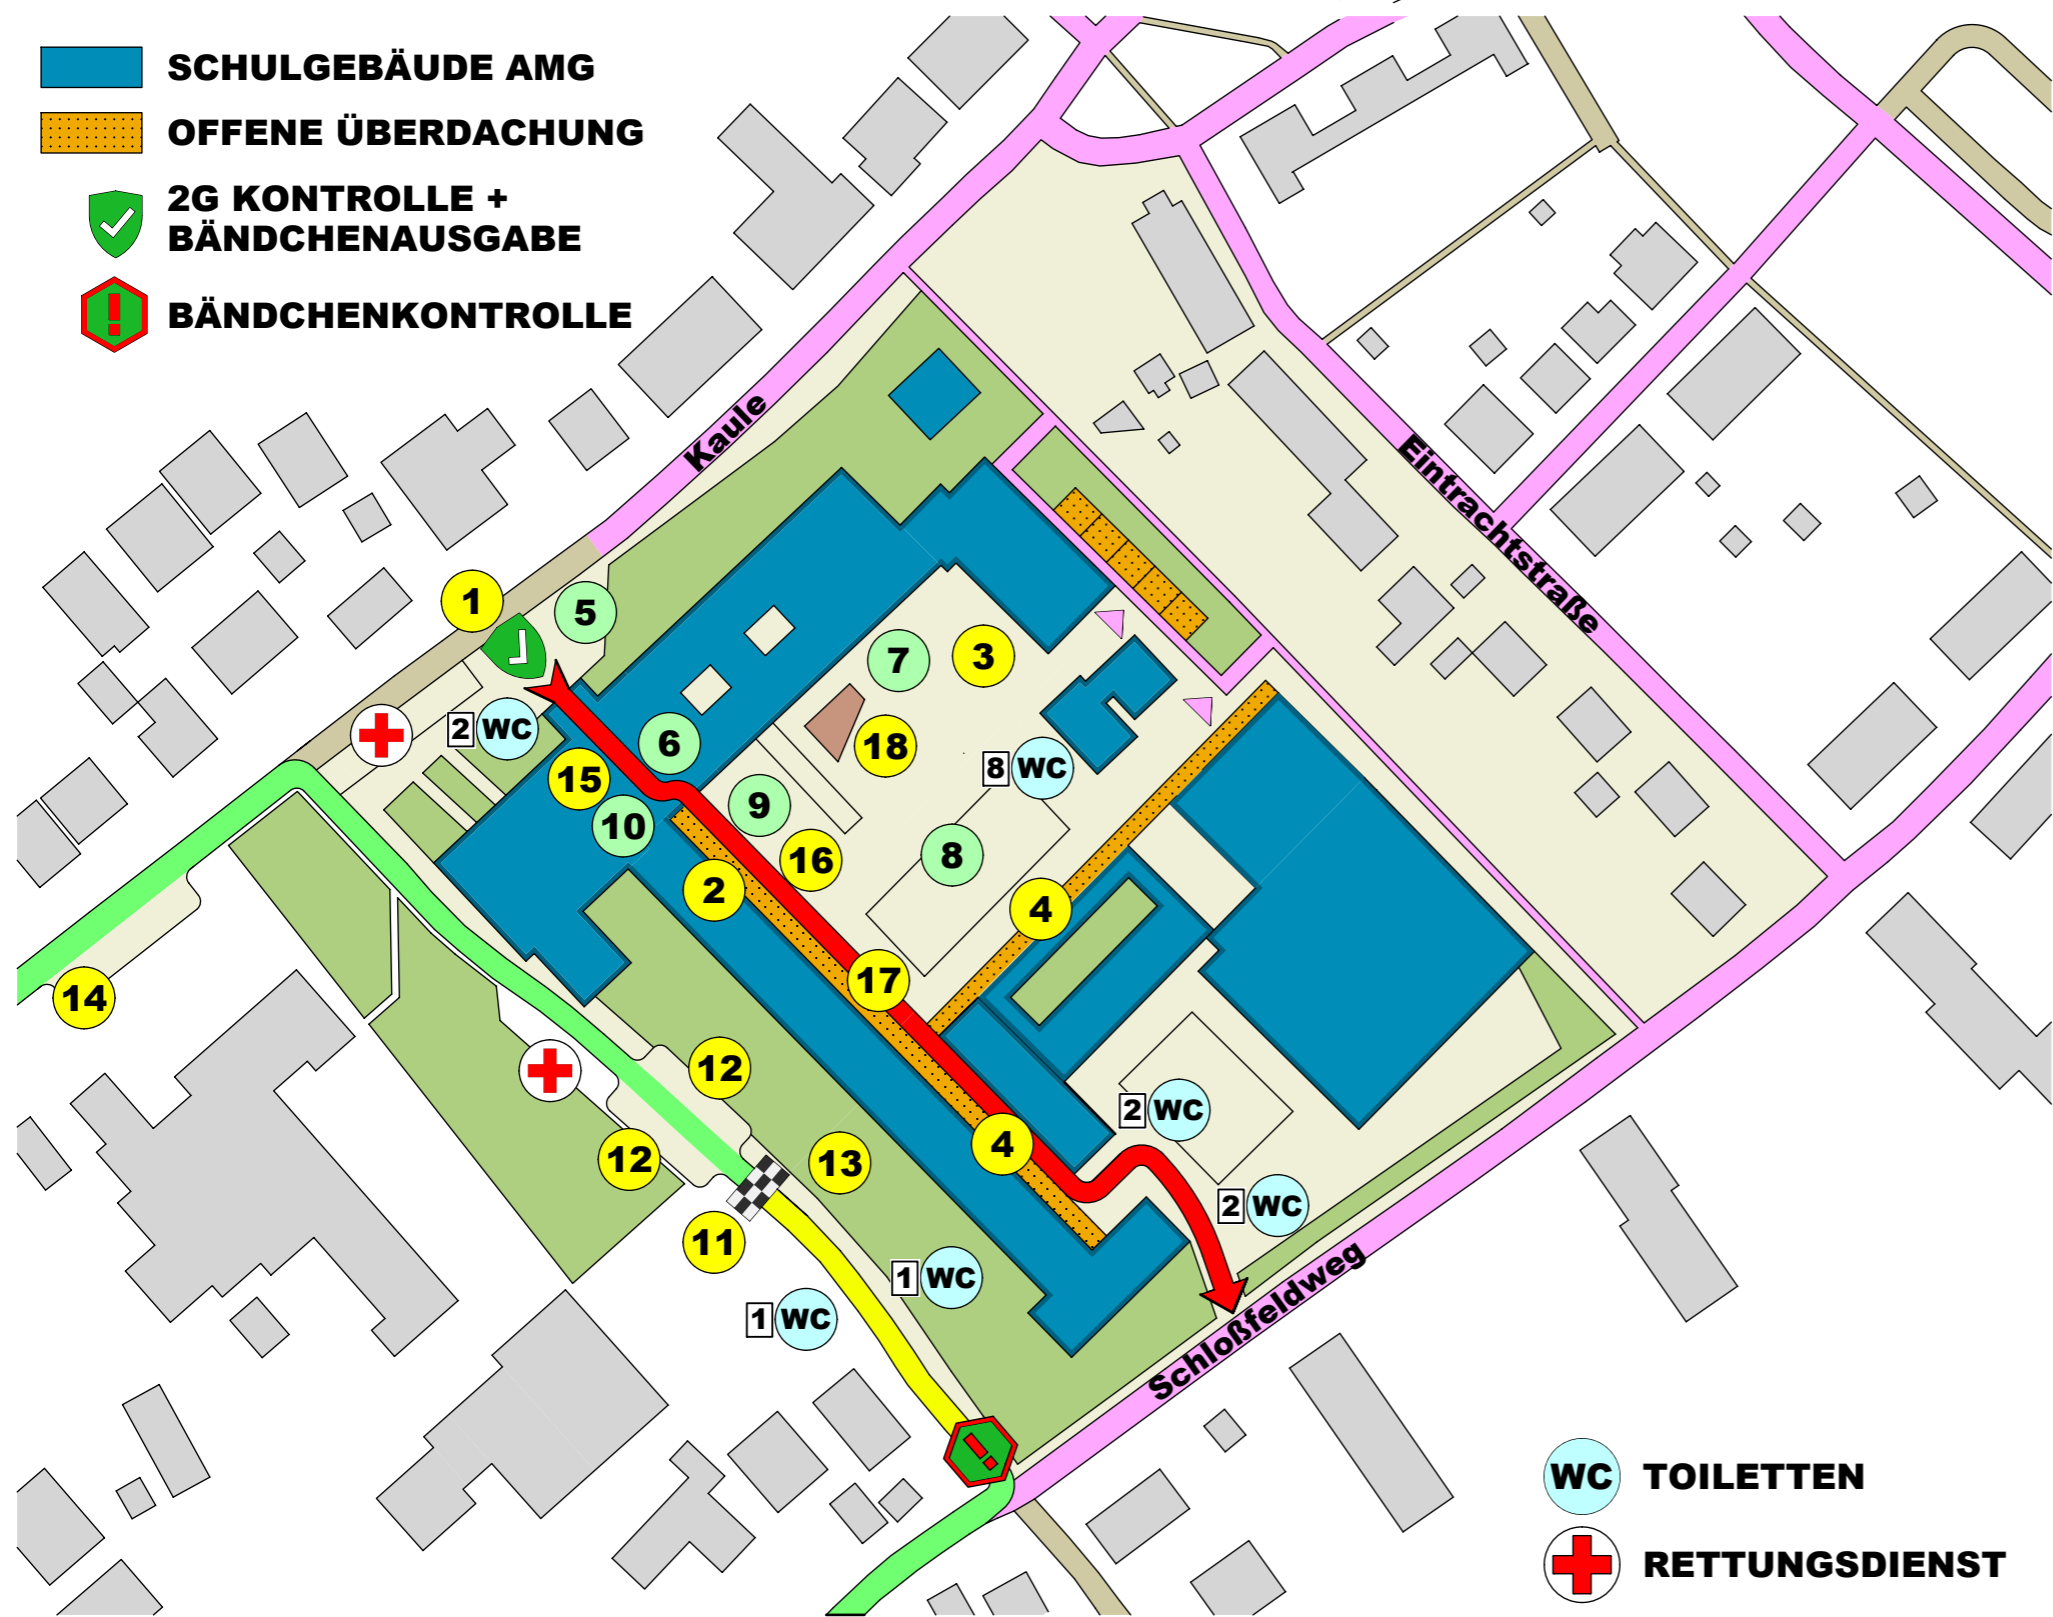 SCHULGEBÄUDE AMG
OFFENE ÜBERDACHUNG
2G KONTROLLE +
BÄNDCHENAUSGABE
BÄNDCHENKONTROLLE
Kaule
Eintrachtstraße
1
5
7
3
2 WC
6
18
15
8 WC
9
10
16
8
2
4
17
14
12
2 WC
4
12
13
2 WC
11
1 WC
1 WC
Schloßfeldweg
WC TOILETTEN
RETTUNGSDIENST